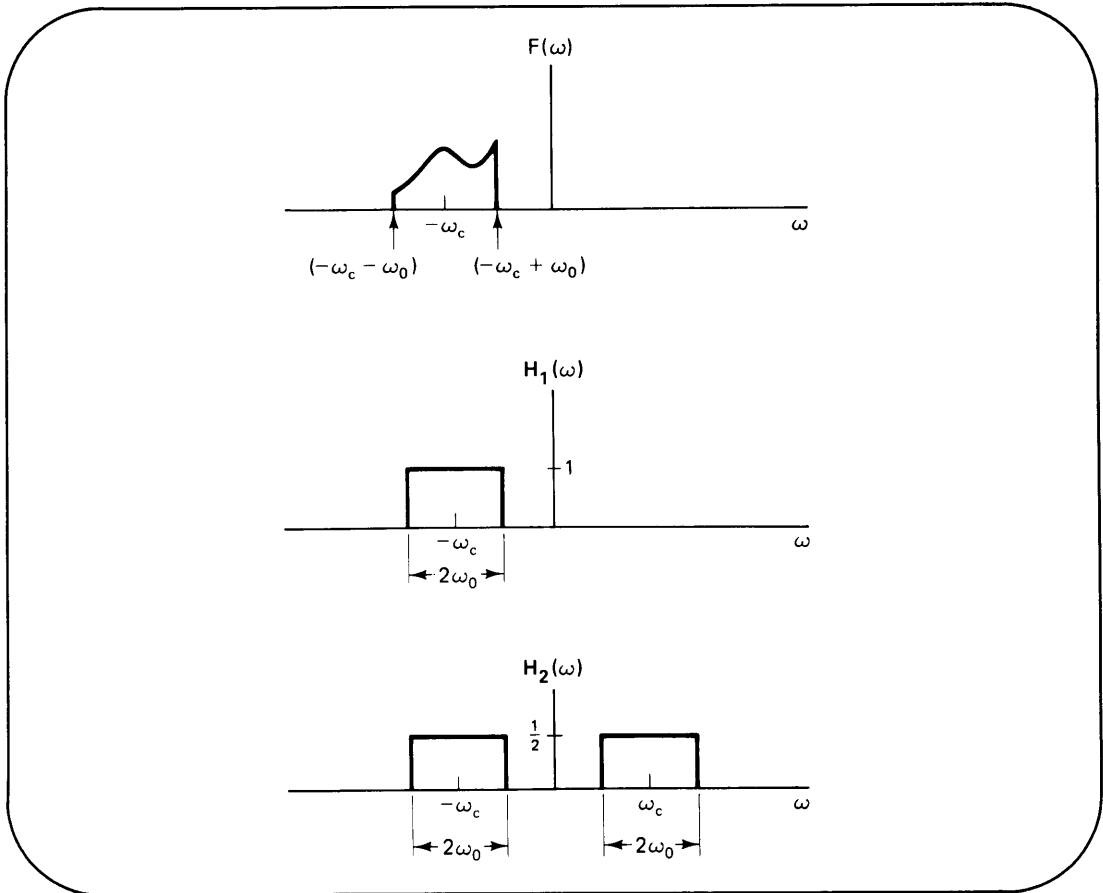 F(ω)
−ω_c
ω
(−ω_c − ω_0)
(−ω_c + ω_0)
H_1(ω)
1
−ω_c
ω
2ω_0
H_2(ω)
1/2
−ω_c
ω_c
ω
2ω_0
2ω_0